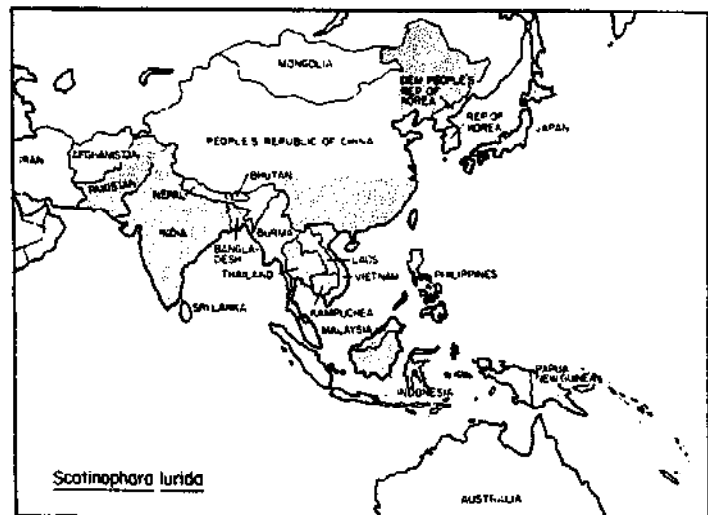 MONGOLIA
DEM PEOPLE'S
REP OF
KOREA
REP OF
KOREA
JAPAN
PEOPLE'S REPUBLIC OF CHINA
IRAN
AFGHANISTAN
PAKISTAN
NEPAL
BHUTAN
INDIA
BANGLA-
DESH
BURMA
LAOS
THAILAND
VIETNAM
PHILIPPINES
SRI LANKA
KAMPUCHEA
MALAYSIA
INDONESIA
PAPUA
NEW GUINEA
Scotinophara lurida
AUSTRALIA